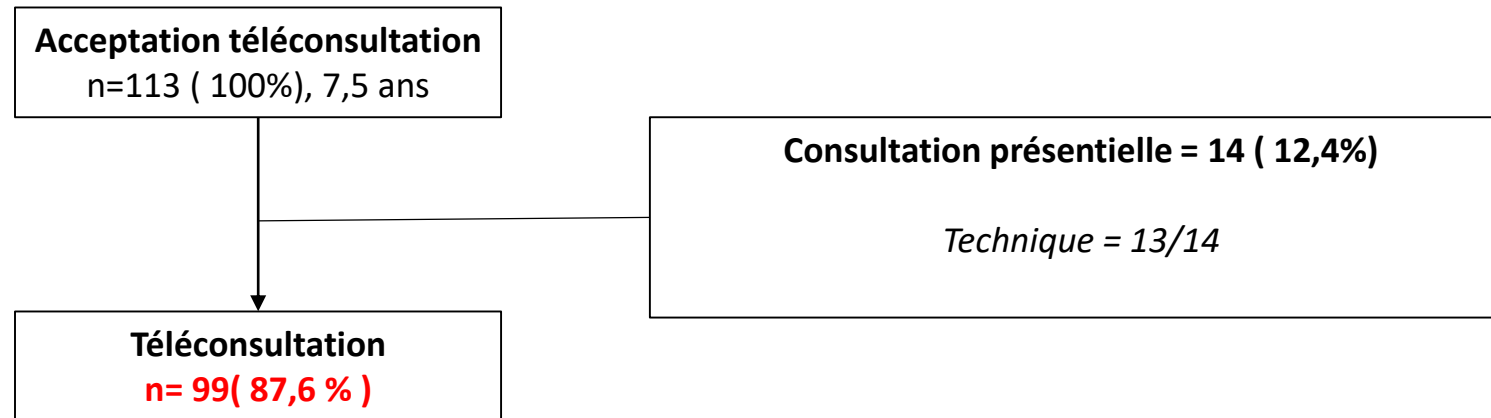 Acceptation téléconsultation
n=113 ( 100%), 7,5 ans
Consultation présentielle = 14 ( 12,4%)
Technique = 13/14
Téléconsultation
n= 99( 87,6 % )